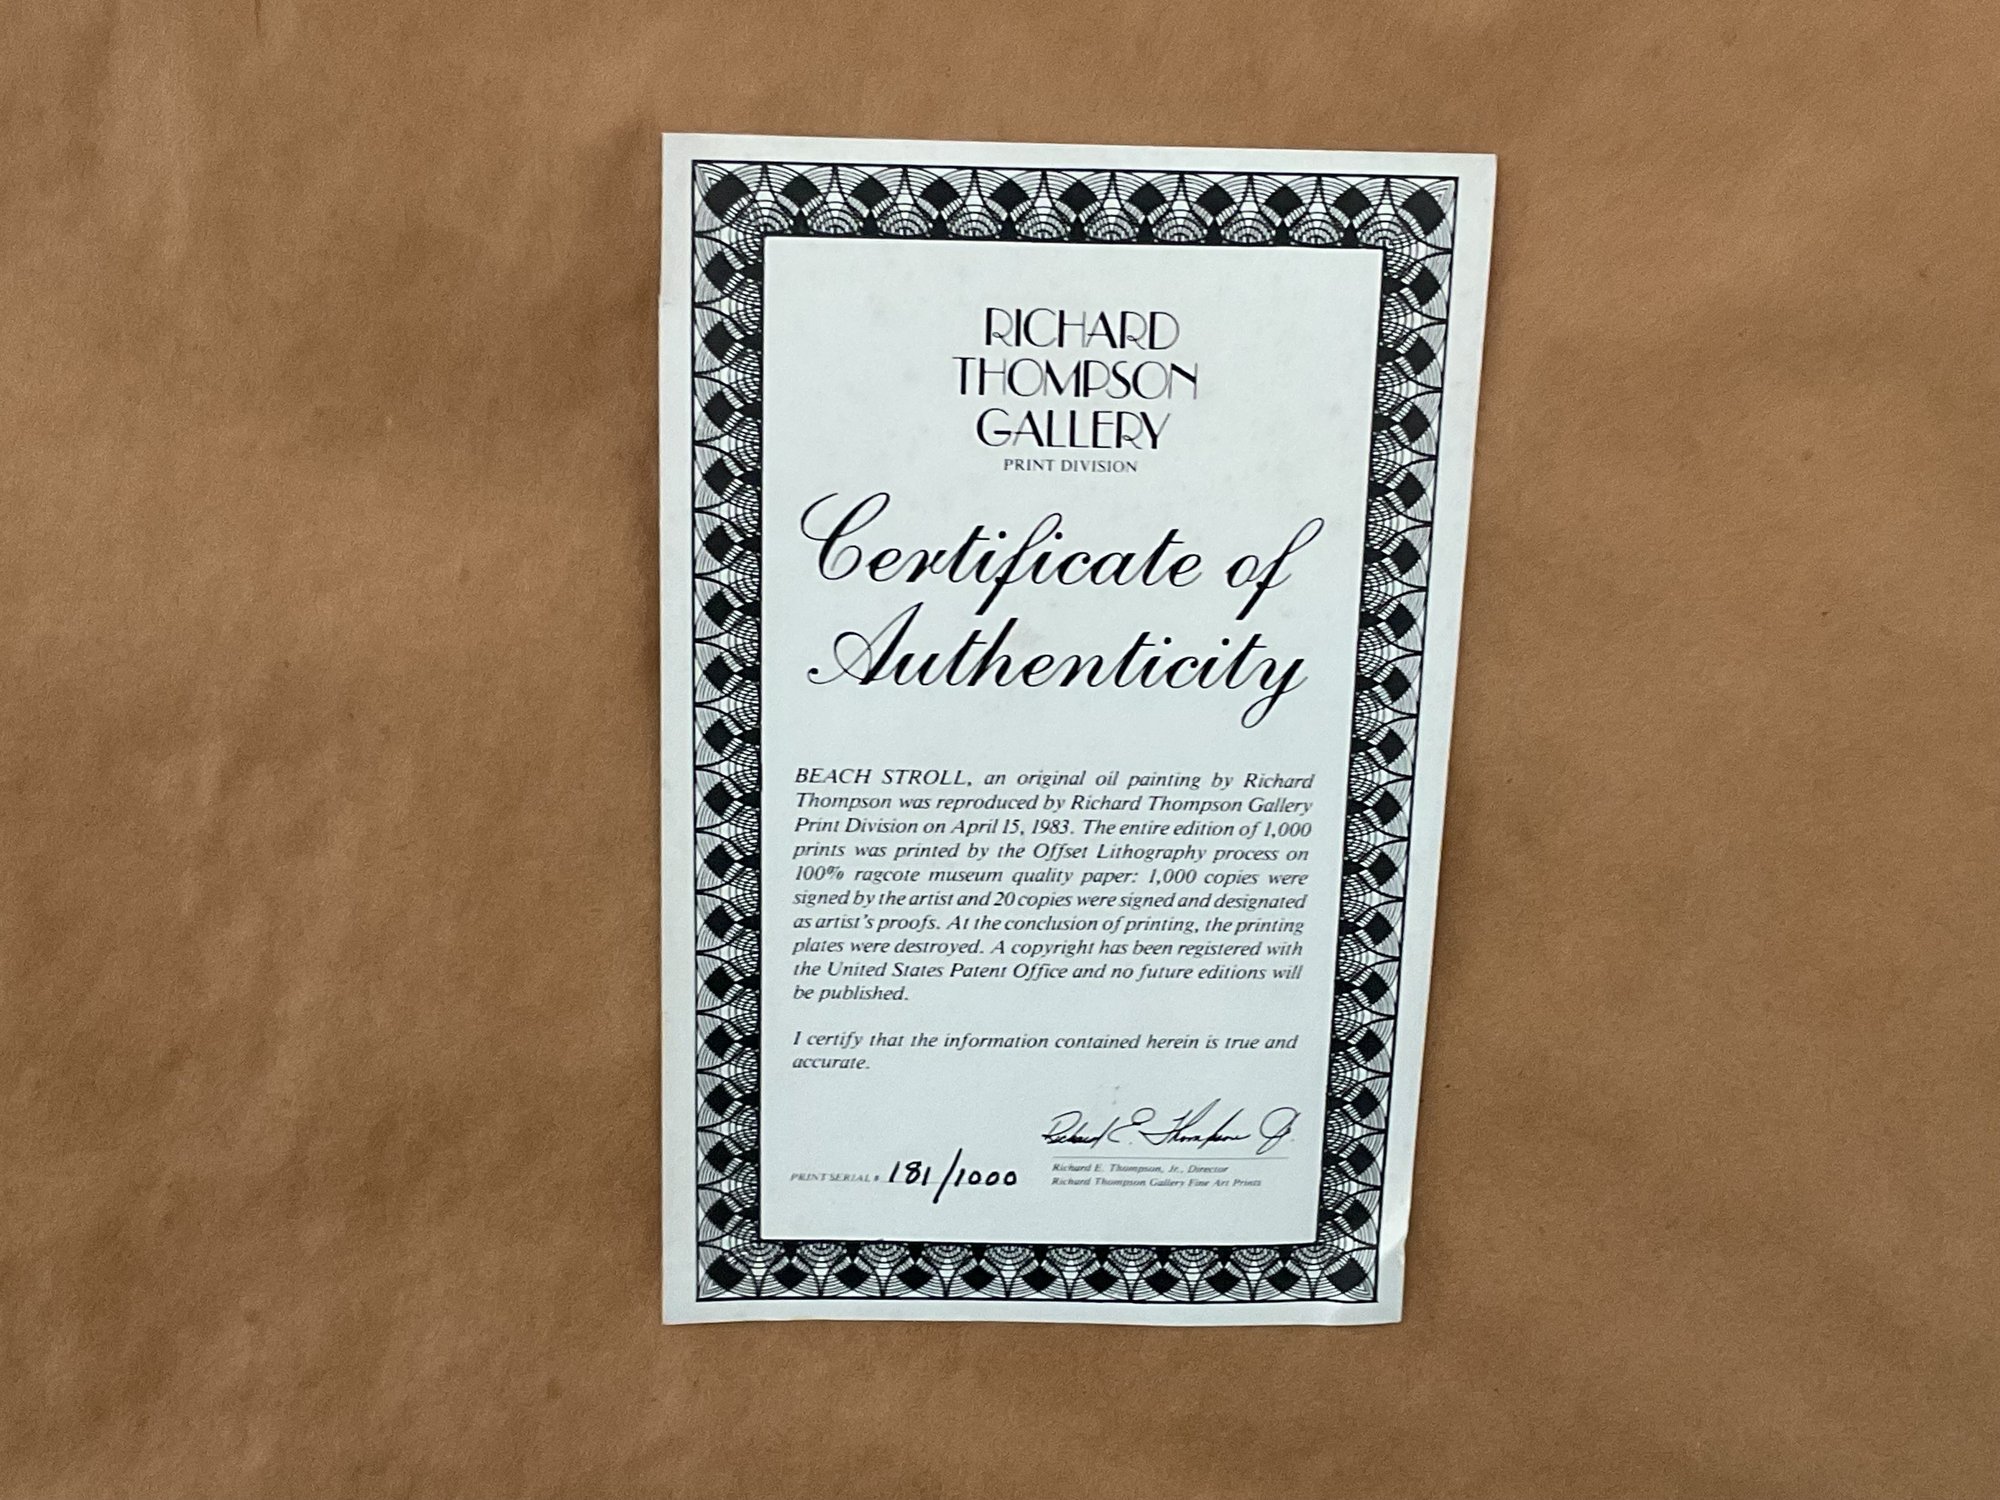 RICHARD
THOMPSON
GALLERY
PRINT DIVISION
Certificate of
Authenticity
BEACH STROLL, an original oil painting by Richard
Thompson was reproduced by Richard Thompson Gallery
Print Division on April 15, 1983. The entire edition of 1,000
prints was printed by the Offset Lithography process on
100% ragcote museum quality paper: 1,000 copies were
signed by the artist and 20 copies were signed and designated
as artist's proofs. At the conclusion of printing, the printing
plates were destroyed. A copyright has been registered with
the United States Patent Office and no future editions will
be published.
I certify that the information contained herein is true and
accurate.
Richard E. Thompson Jr.
PRINT SERIAL # 181/1000
Richard E. Thompson, Jr., Director
Richard Thompson Gallery Fine Art Prints